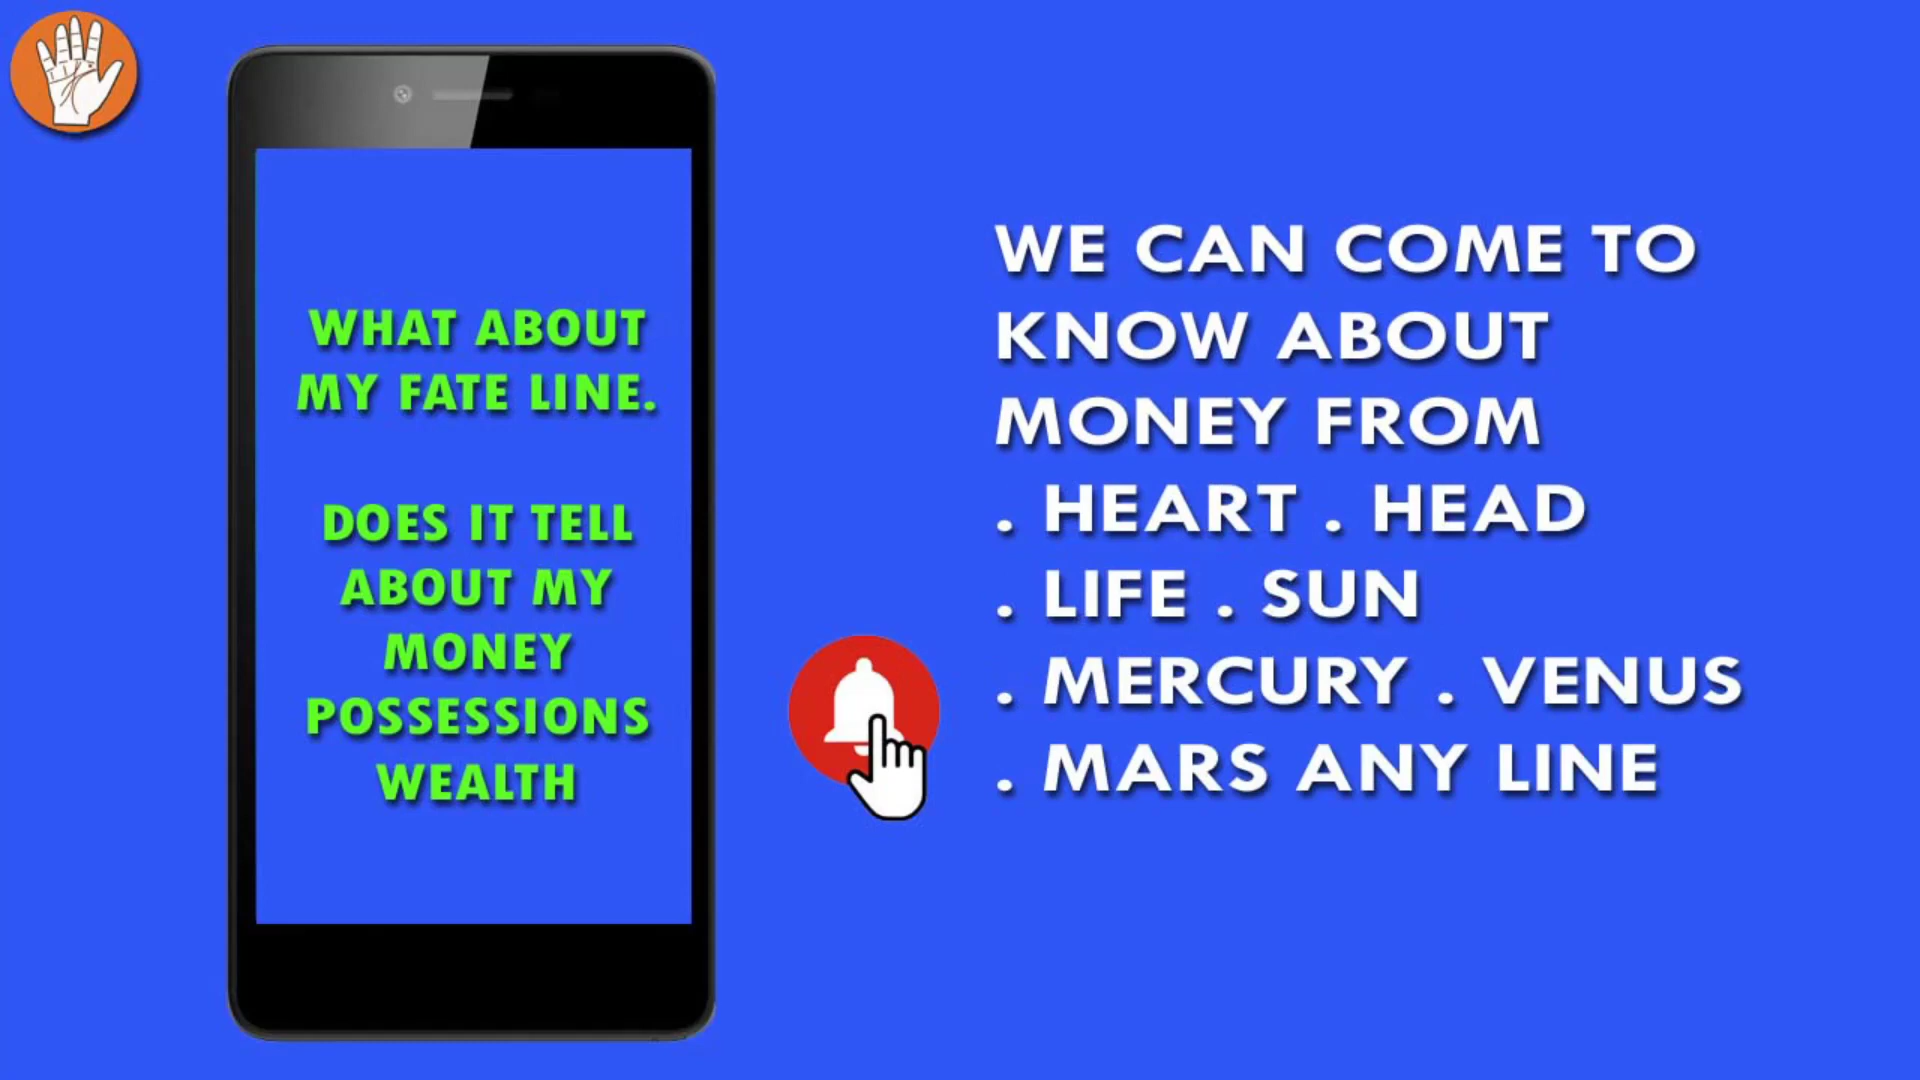 WHAT ABOUT
MY FATE LINE.
DOES IT TELL
ABOUT MY
MONEY
POSSESSIONS
WEALTH
WE CAN COME TO
KNOW ABOUT
MONEY FROM
. HEART . HEAD
. LIFE . SUN
. MERCURY . VENUS
. MARS ANY LINE